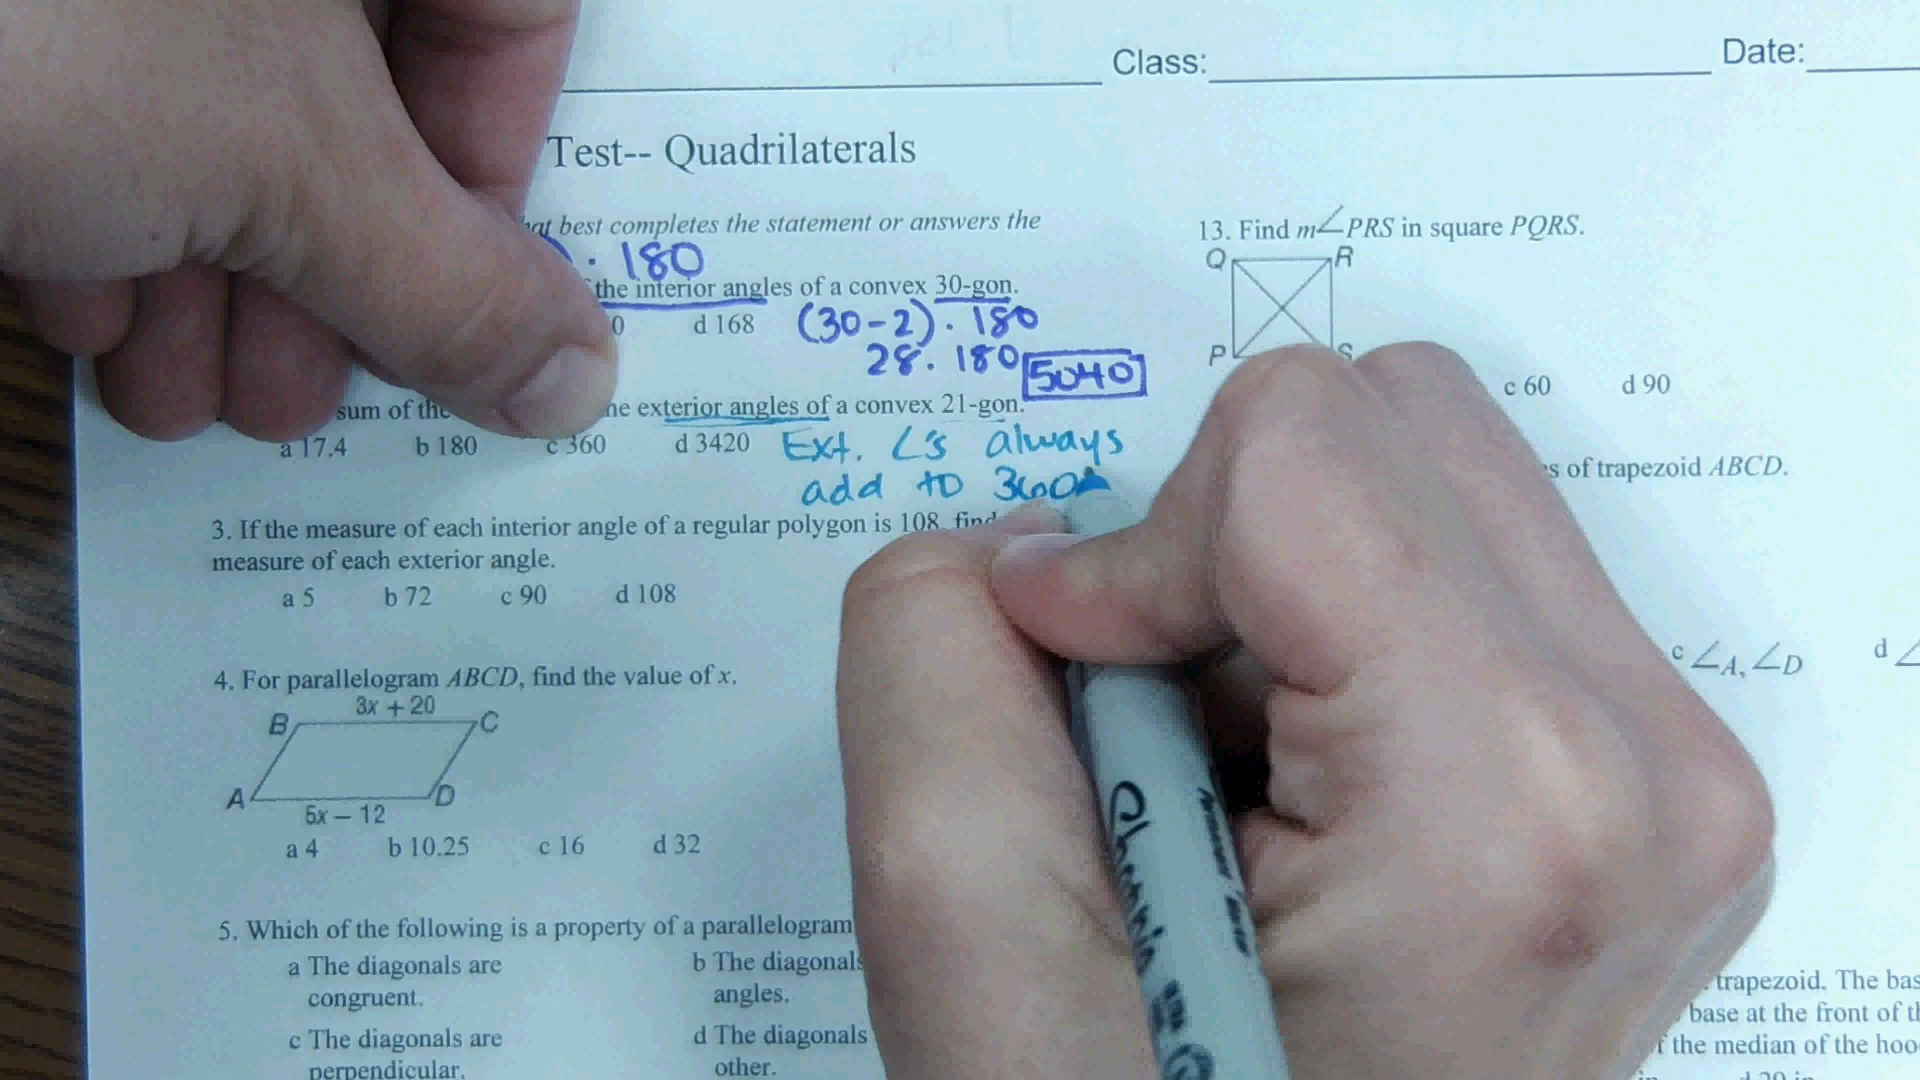 Class: Date:
Test-- Quadrilaterals
best completes the statement or answers the
. 180
the interior angles of a convex 30-gon.
0 d 168
(30-2) . 180
28 . 180
5040
sum of the
exterior angles of a convex 21-gon.
a 17.4 b 180 c 360 d 3420
Ext. ∠'s always
add to 360
3. If the measure of each interior angle of a regular polygon is 108, find
measure of each exterior angle.
a 5 b 72 c 90 d 108
4. For parallelogram ABCD, find the value of x.
3x + 20
B C
A D
5x – 12
a 4 b 10.25 c 16 d 32
5. Which of the following is a property of a parallelogram
a The diagonals are
congruent.
b The diagonals
angles.
c The diagonals are
perpendicular.
d The diagonals
other.
13. Find m∠PRS in square PQRS.
Q R
P S
c 60 d 90
of trapezoid ABCD.
c ∠A, ∠D d ∠
trapezoid. The
base at the front of
the median of the
Sharpie